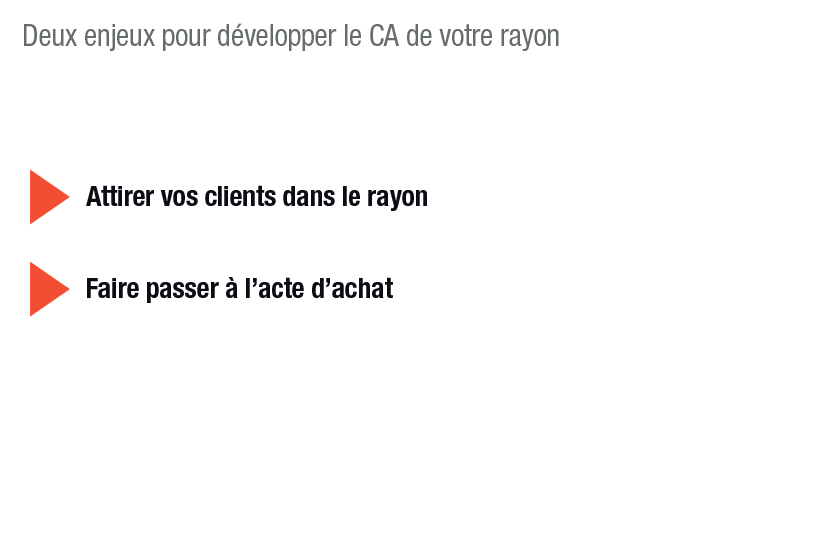 Deux enjeux pour développer le CA de votre rayon
Attirer vos clients dans le rayon
Faire passer à l’acte d’achat